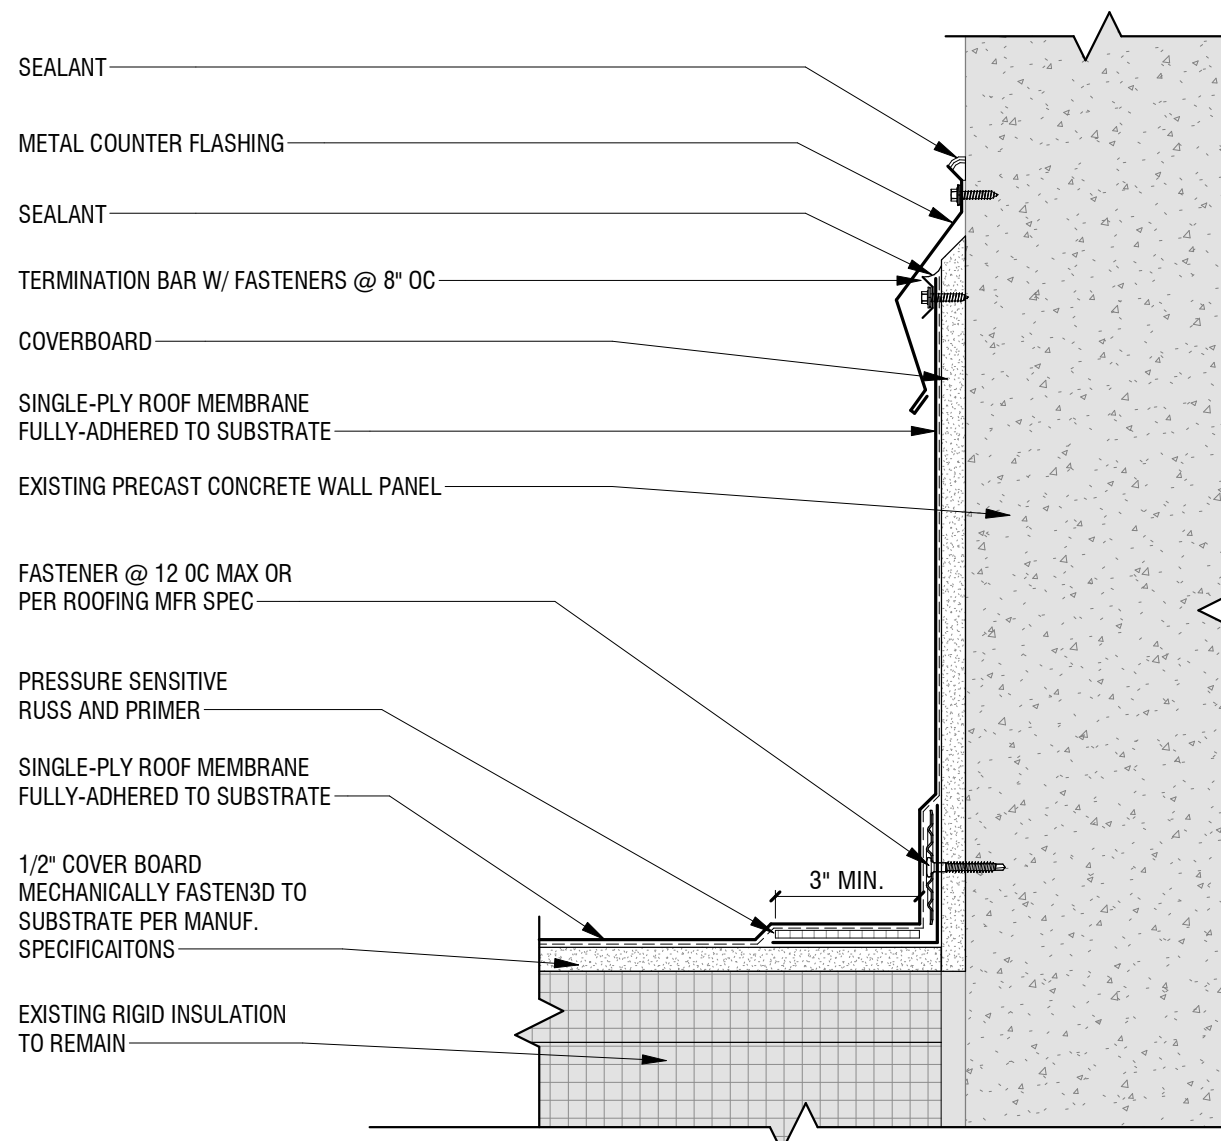 SEALANT
METAL COUNTER FLASHING
SEALANT
TERMINATION BAR W/ FASTENERS @ 8" OC
COVERBOARD
SINGLE-PLY ROOF MEMBRANE
FULLY-ADHERED TO SUBSTRATE
EXISTING PRECAST CONCRETE WALL PANEL
FASTENER @ 12 0C MAX OR
PER ROOFING MFR SPEC
PRESSURE SENSITIVE
RUSS AND PRIMER
SINGLE-PLY ROOF MEMBRANE
FULLY-ADHERED TO SUBSTRATE
1/2" COVER BOARD
MECHANICALLY FASTEN3D TO
SUBSTRATE PER MANUF.
SPECIFICAITONS
3" MIN.
EXISTING RIGID INSULATION
TO REMAIN